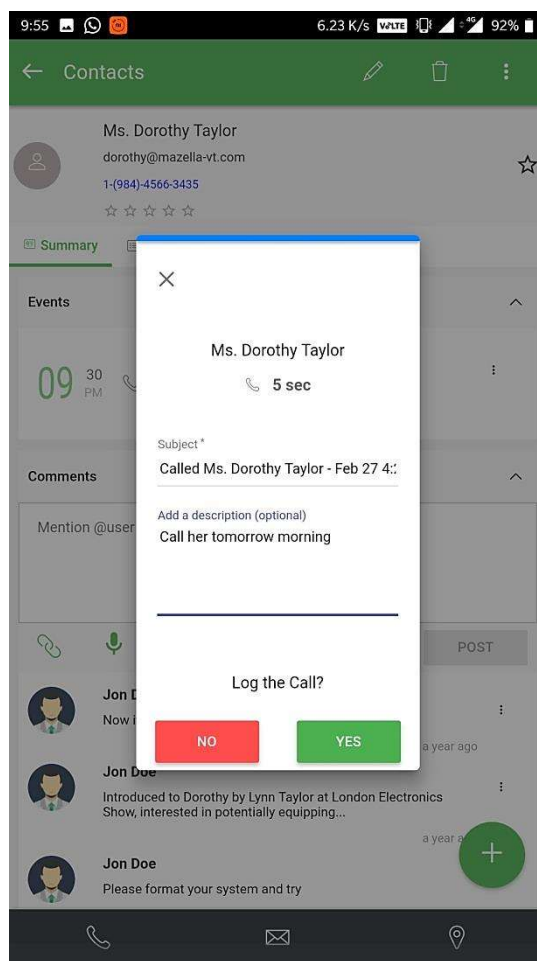 9:55
6.23 K/s VoLTE 4G 92%
Contacts
Ms. Dorothy Taylor
dorothy@mazella-vt.com
1-(984)-4566-3435
Summary
Events
09 30
PM
Ms. Dorothy Taylor
5 sec
Subject *
Called Ms. Dorothy Taylor - Feb 27 4:
Add a description (optional)
Call her tomorrow morning
Log the Call?
NO YES
Comments
Mention @user
POST
Jon D
Now i
a year ago
Jon Doe
Introduced to Dorothy by Lynn Taylor at London Electronics
Show, interested in potentially equipping...
a year a
Jon Doe
Please format your system and try